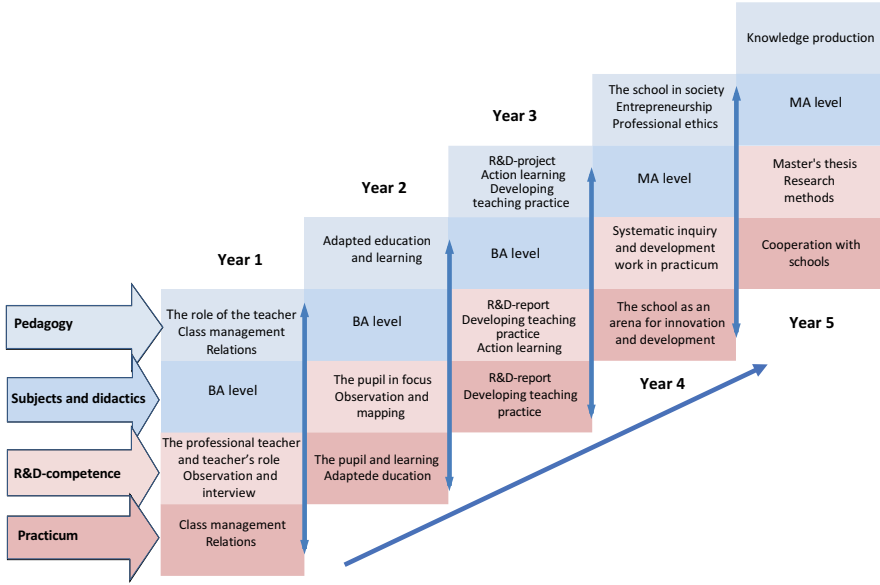 Year 1
Year 2
Year 3
Year 4
Year 5
Pedagogy
Subjects and didactics
R&D-competence
Practicum
The role of the teacher
Class management
Relations
BA level
The professional teacher
and teacher's role
Observation and
interview
Class management
Relations
Adapted education
and learning
BA level
The pupil in focus
Observation and
mapping
The pupil and learning
Adaptede ducation
R&D-project
Action learning
Developing
teaching practice
BA level
R&D-report
Developing teaching
practice
Action learning
R&D-report
Developing teaching
practice
The school in society
Entrepreneurship
Professional ethics
MA level
Systematic inquiry
and development
work in practicum
The school as an
arena for innovation
and development
Knowledge production
MA level
Master's thesis
Research
methods
Cooperation with
schools